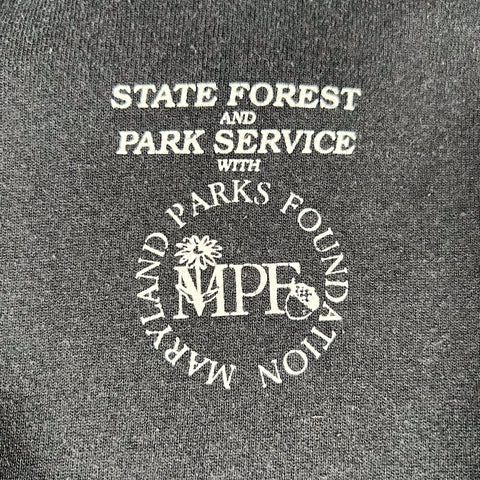 STATE FOREST
AND
PARK SERVICE
WITH
MARYLAND PARKS FOUNDATION
MPF